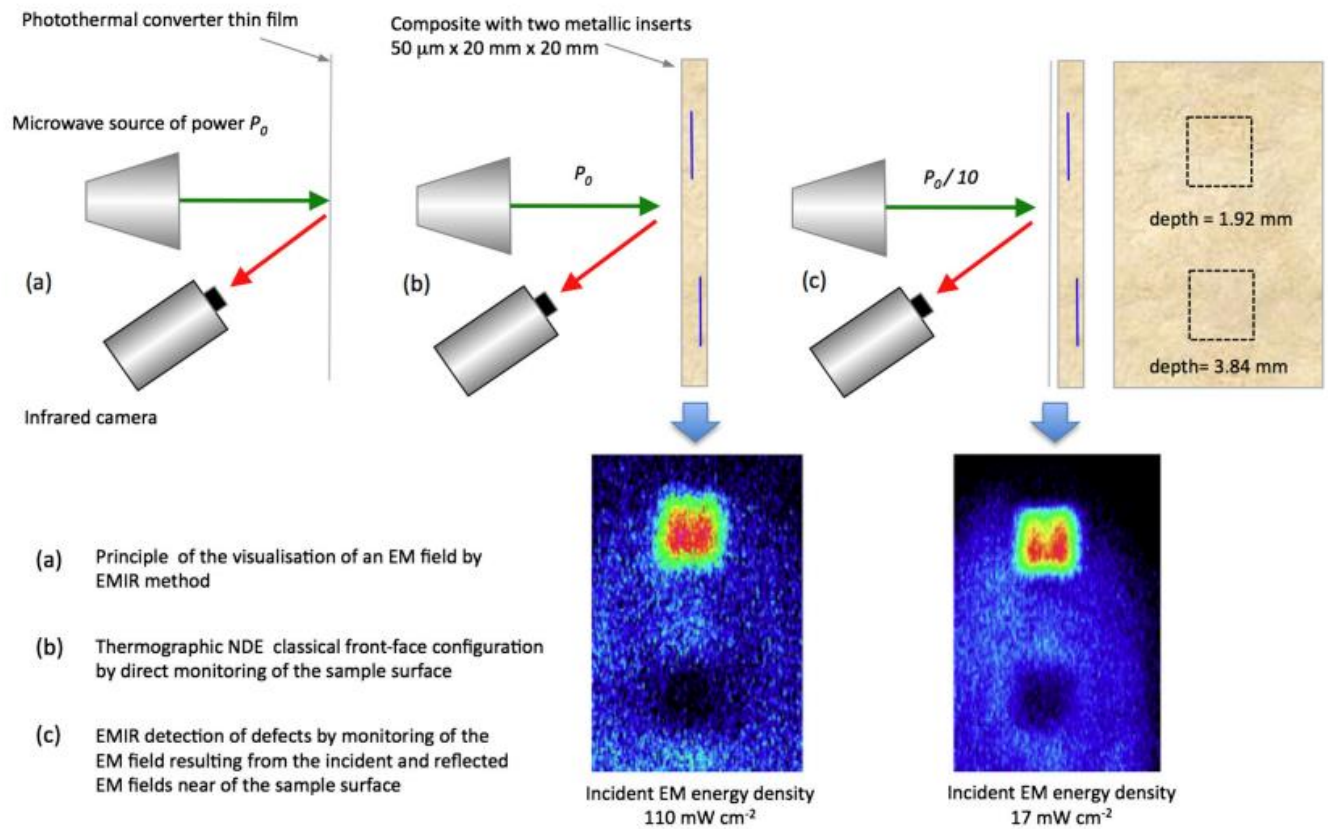 Photothermal converter thin film
Composite with two metallic inserts
50 µm x 20 mm x 20 mm
Microwave source of power P₀
P₀
P₀/ 10
depth = 1.92 mm
(a)
(b)
(c)
depth= 3.84 mm
Infrared camera
(a) Principle of the visualisation of an EM field by
EMIR method
(b) Thermographic NDE classical front-face configuration
by direct monitoring of the sample surface
(c) EMIR detection of defects by monitoring of the
EM field resulting from the incident and reflected
EM fields near of the sample surface
Incident EM energy density
110 mW cm⁻²
Incident EM energy density
17 mW cm⁻²